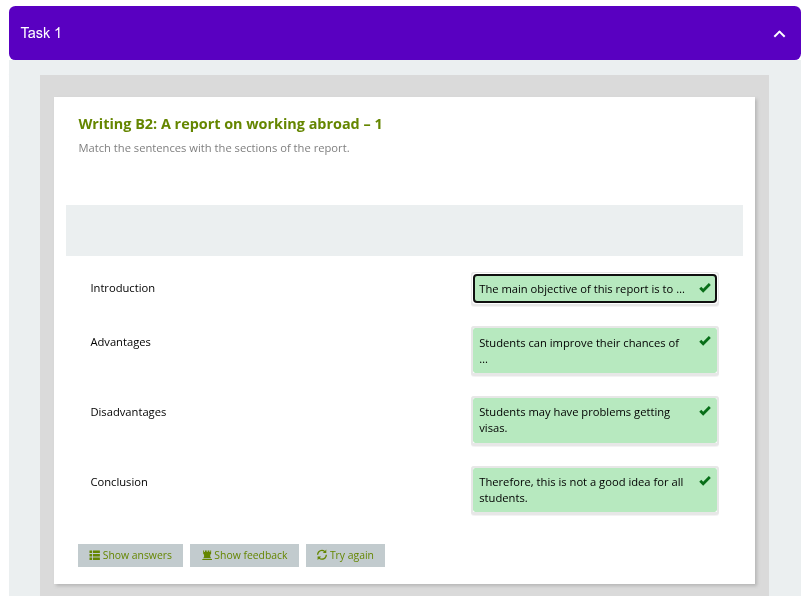 Task 1
Writing B2: A report on working abroad – 1
Match the sentences with the sections of the report.
Introduction
The main objective of this report is to ...
Advantages
Students can improve their chances of
...
Disadvantages
Students may have problems getting
visas.
Conclusion
Therefore, this is not a good idea for all
students.
Show answers
Show feedback
Try again